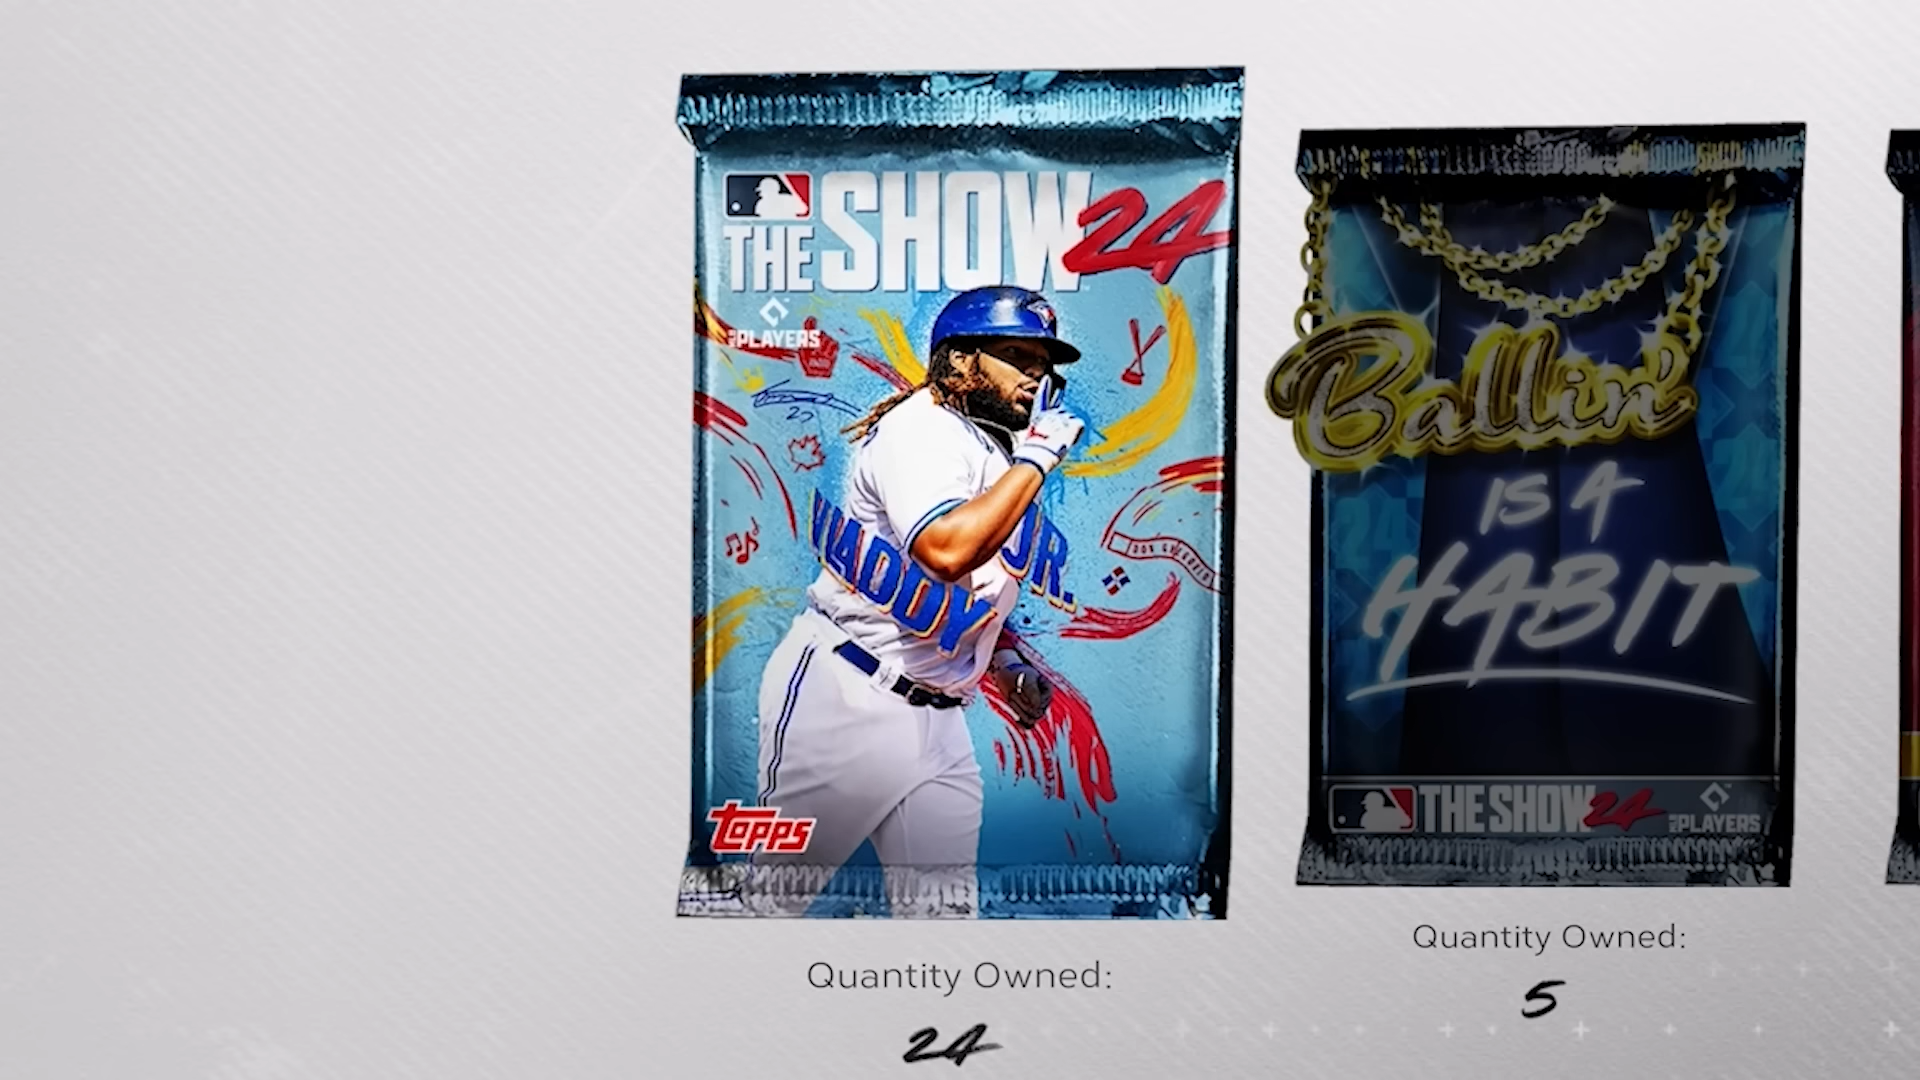 THE SHOW 24
PLAYERS
20
VLADDY JR.
TOPPS
Quantity Owned:
24
Ballin'
IS A
HABIT
THE SHOW 24
PLAYERS
Quantity Owned:
5